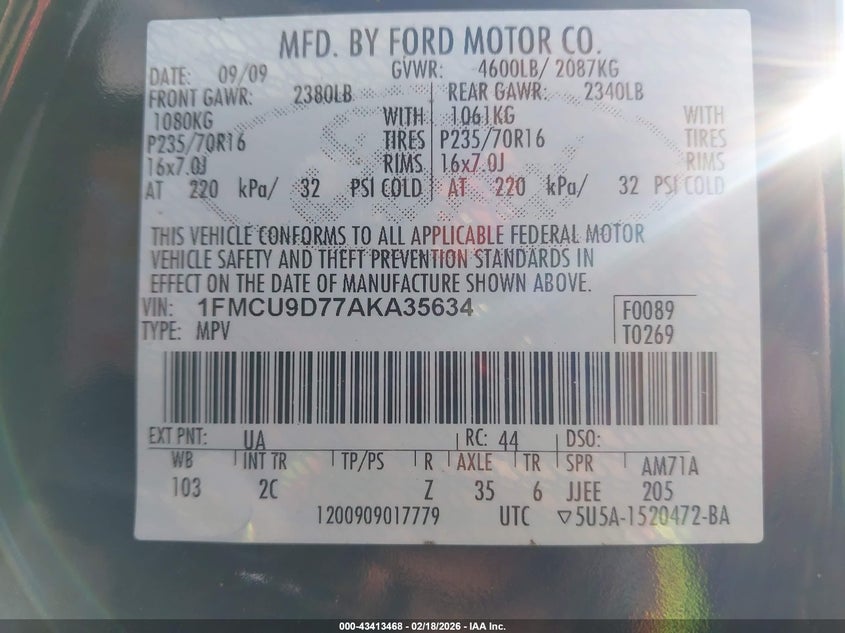 MFD. BY FORD MOTOR CO.
DATE: 09/09 GVWR: 4600LB/ 2087KG
FRONT GAWR: 2380LB REAR GAWR: 2340LB
1080KG WITH 1061KG WITH
P235/70R16 TIRES P235/70R16 TIRES
16x7.0J RIMS 16x7.0J RIMS
AT 220 kPa/ 32 PSI COLD AT 220 kPa/ 32 PSI COLD
THIS VEHICLE CONFORMS TO ALL APPLICABLE FEDERAL MOTOR
VEHICLE SAFETY AND THEFT PREVENTION STANDARDS IN
EFFECT ON THE DATE OF MANUFACTURE SHOWN ABOVE.
VIN: 1FMCU9D77AKA35634 F0089
TYPE: MPV T0269
EXT PNT: UA RC: 44 DSO:
WB INT TR TP/PS R AXLE TR SPR AM71A
103 2C Z 35 6 JJEE 205
1200909017779 UTC ▽5U5A-1520472-BA
000-43413468 - 02/18/2026 - IAA Inc.